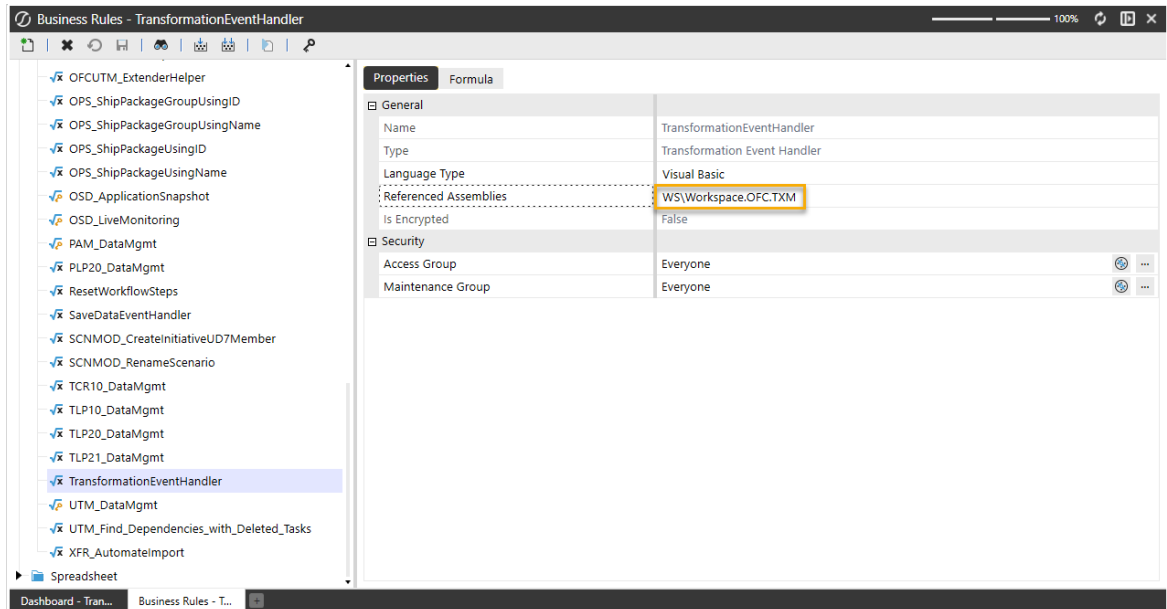 Business Rules - TransformationEventHandler
100%
OFCUTM_ExtenderHelper
OPS_ShipPackageGroupUsingID
OPS_ShipPackageGroupUsingName
OPS_ShipPackageUsingID
OPS_ShipPackageUsingName
OSD_ApplicationSnapshot
OSD_LiveMonitoring
PAM_DataMgmt
PLP20_DataMgmt
ResetWorkflowSteps
SaveDataEventHandler
SCNMOD_CreateInitiativeUD7Member
SCNMOD_RenameScenario
TCR10_DataMgmt
TLP10_DataMgmt
TLP20_DataMgmt
TLP21_DataMgmt
TransformationEventHandler
UTM_DataMgmt
UTM_Find_Dependencies_with_Deleted_Tasks
XFR_AutomateImport
Spreadsheet
Properties Formula
General
Name TransformationEventHandler
Type Transformation Event Handler
Language Type Visual Basic
Referenced Assemblies WS\Workspace.OFC.TXM
Is Encrypted False
Security
Access Group Everyone ...
Maintenance Group Everyone ...
Dashboard - Tran... Business Rules - T... +